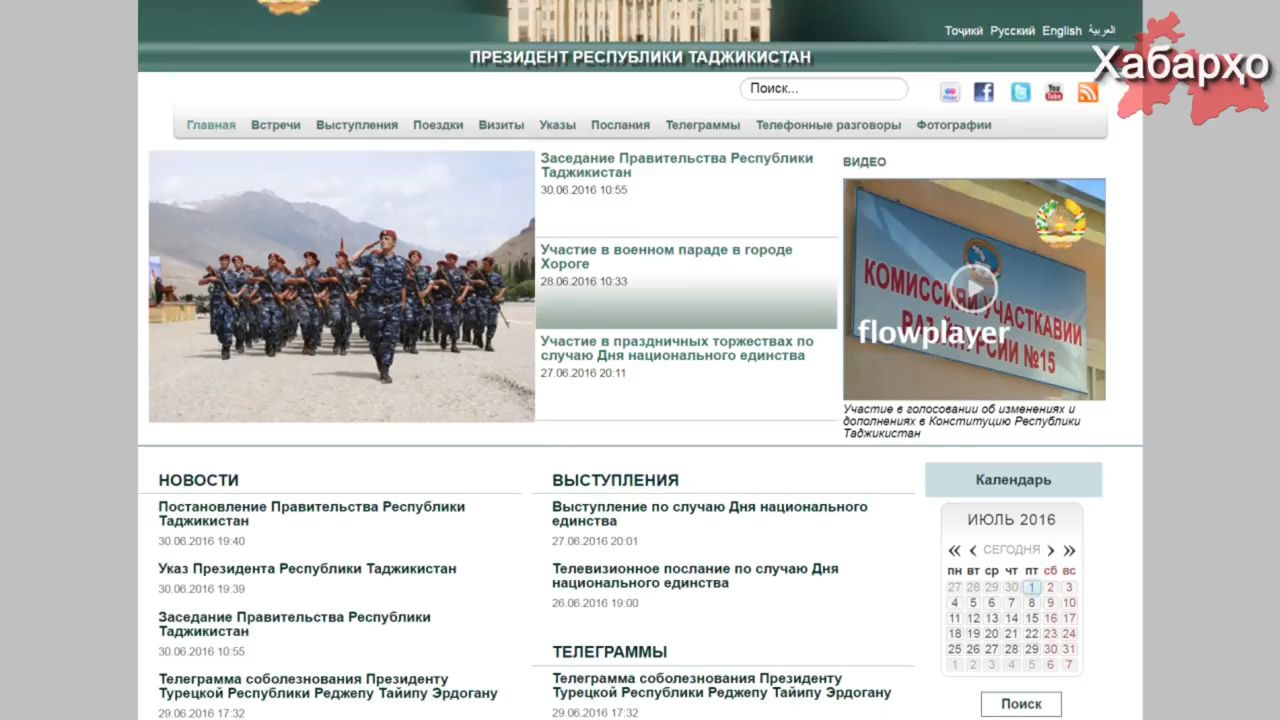 Тоҷикӣ Русский English العربية
Хабарҳо
ПРЕЗИДЕНТ РЕСПУБЛИКИ ТАДЖИКИСТАН
Поиск...
flickr
You
Tube
Главная Встречи Выступления Поездки Визиты Указы Послания Телеграммы Телефонные разговоры Фотографии
Заседание Правительства Республики
Таджикистан
30.06.2016 10:55
Участие в военном параде в городе
Хороге
28.06.2016 10:33
Участие в праздничных торжествах по
случаю Дня национального единства
27.06.2016 20:11
ВИДЕО
КОМИССИЯИ УЧАСТКАВИИ
РАЪЙПУРСИИ №15
flowplayer
Участие в голосовании об изменениях и
дополнениях в Конституцию Республики
Таджикистан
НОВОСТИ
Постановление Правительства Республики
Таджикистан
30.06.2016 19:40
Указ Президента Республики Таджикистан
30.06.2016 19:39
Заседание Правительства Республики
Таджикистан
30.06.2016 10:55
Телеграмма соболезнования Президенту
Турецкой Республики Реджепу Тайипу Эрдогану
29.06.2016 17:32
ВЫСТУПЛЕНИЯ
Выступление по случаю Дня национального
единства
27.06.2016 20:01
Телевизионное послание по случаю Дня
национального единства
26.06.2016 19:00
ТЕЛЕГРАММЫ
Телеграмма соболезнования Президенту
Турецкой Республики Реджепу Тайипу Эрдогану
29.06.2016 17:32
Календарь
ИЮЛЬ 2016
« ‹ СЕГОДНЯ › »
пн вт ср чт пт сб вс
27 28 29 30 1 2 3
4 5 6 7 8 9 10
11 12 13 14 15 16 17
18 19 20 21 22 23 24
25 26 27 28 29 30 31
1 2 3 4 5 6 7
Поиск